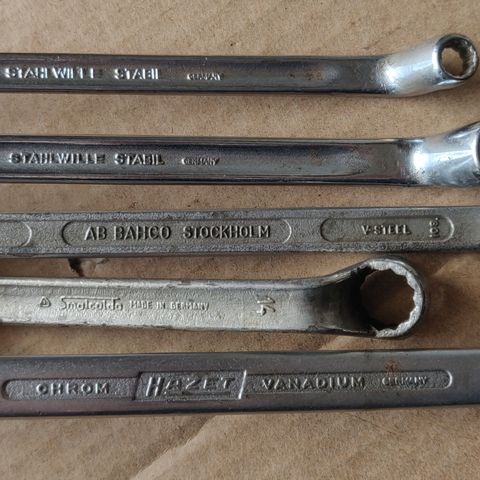 STAHLWILLE STABIL GERMANY
STAHLWILLE STABIL GERMANY
AB BAHCO STOCKHOLM V-STEEL
Smalcalda MADE IN GERMANY 14
CHROM HAZET VANADIUM GERMANY